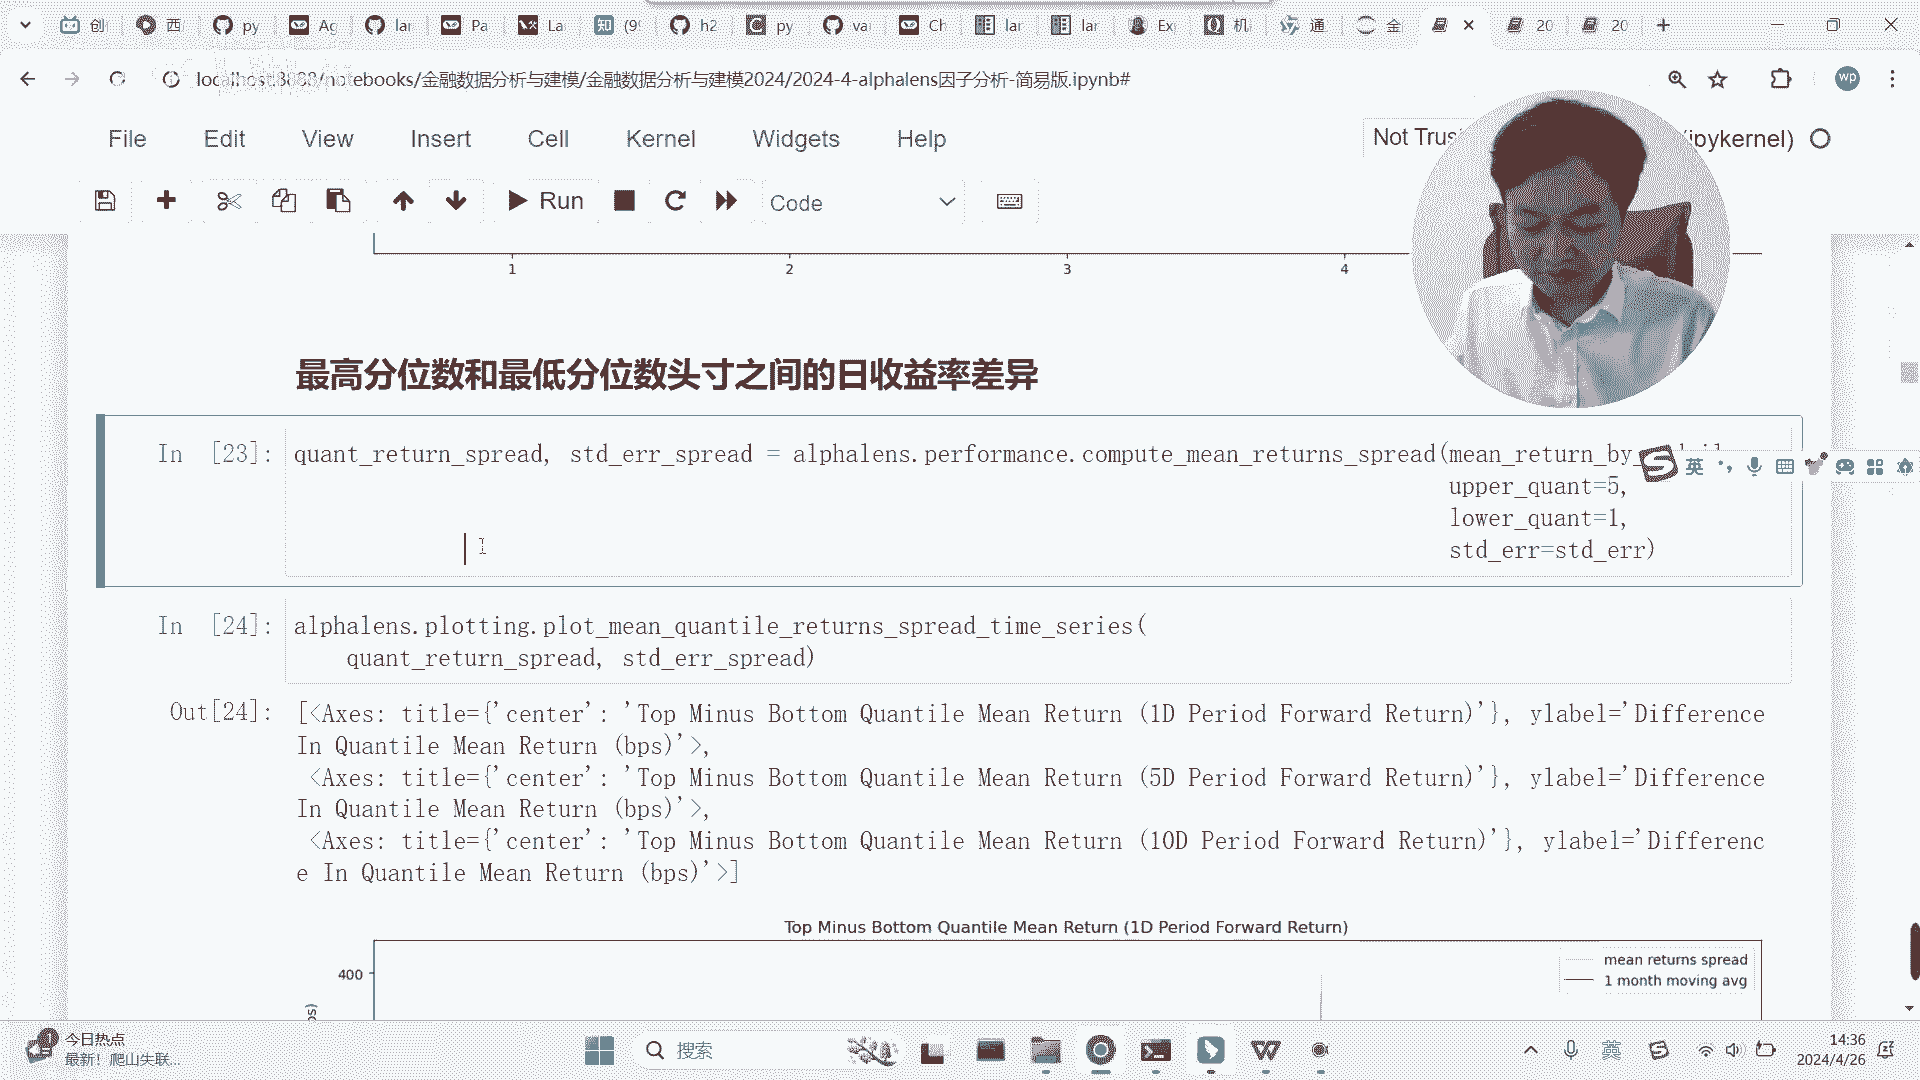 创
西
py
Ag
lar
Pa
La
知
(9
h2
py
va
Ch
lar
lar
Ex
机
通
金
20
20
localhost:8888/notebooks/金融数据分析与建模/金融数据分析与建模2024/2024-4-alphalens因子分析-简易版.ipynb#
wp
File
Edit
View
Insert
Cell
Kernel
Widgets
Help
Not Trus
(ipykernel)
Run
Code
1
2
3
4
最高分位数和最低分位数头寸之间的日收益率差异
In [23]:
quant_return_spread, std_err_spread = alphalens.performance.compute_mean_returns_spread(mean_return_by_
upper_quant=5,
lower_quant=1,
std_err=std_err)
英
In [24]:
alphalens.plotting.plot_mean_quantile_returns_spread_time_series(
quant_return_spread, std_err_spread)
Out[24]:
[<Axes: title={'center': 'Top Minus Bottom Quantile Mean Return (1D Period Forward Return)'}, ylabel='Difference
In Quantile Mean Return (bps)'>,
<Axes: title={'center': 'Top Minus Bottom Quantile Mean Return (5D Period Forward Return)'}, ylabel='Difference
In Quantile Mean Return (bps)'>,
<Axes: title={'center': 'Top Minus Bottom Quantile Mean Return (10D Period Forward Return)'}, ylabel='Differenc
e In Quantile Mean Return (bps)'>]
Top Minus Bottom Quantile Mean Return (1D Period Forward Return)
400
mean returns spread
1 month moving avg
今日热点
最新！爬山失联...
搜索
英
14:36
2024/4/26